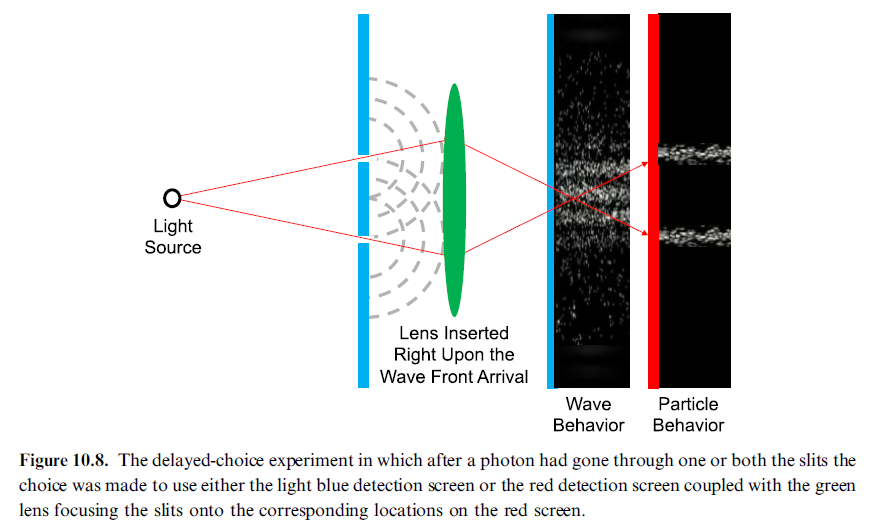 Light
Source
Lens Inserted
Right Upon the
Wave Front Arrival
Wave
Behavior
Particle
Behavior
Figure 10.8. The delayed-choice experiment in which after a photon had gone through one or both the slits the
choice was made to use either the light blue detection screen or the red detection screen coupled with the green
lens focusing the slits onto the corresponding locations on the red screen.